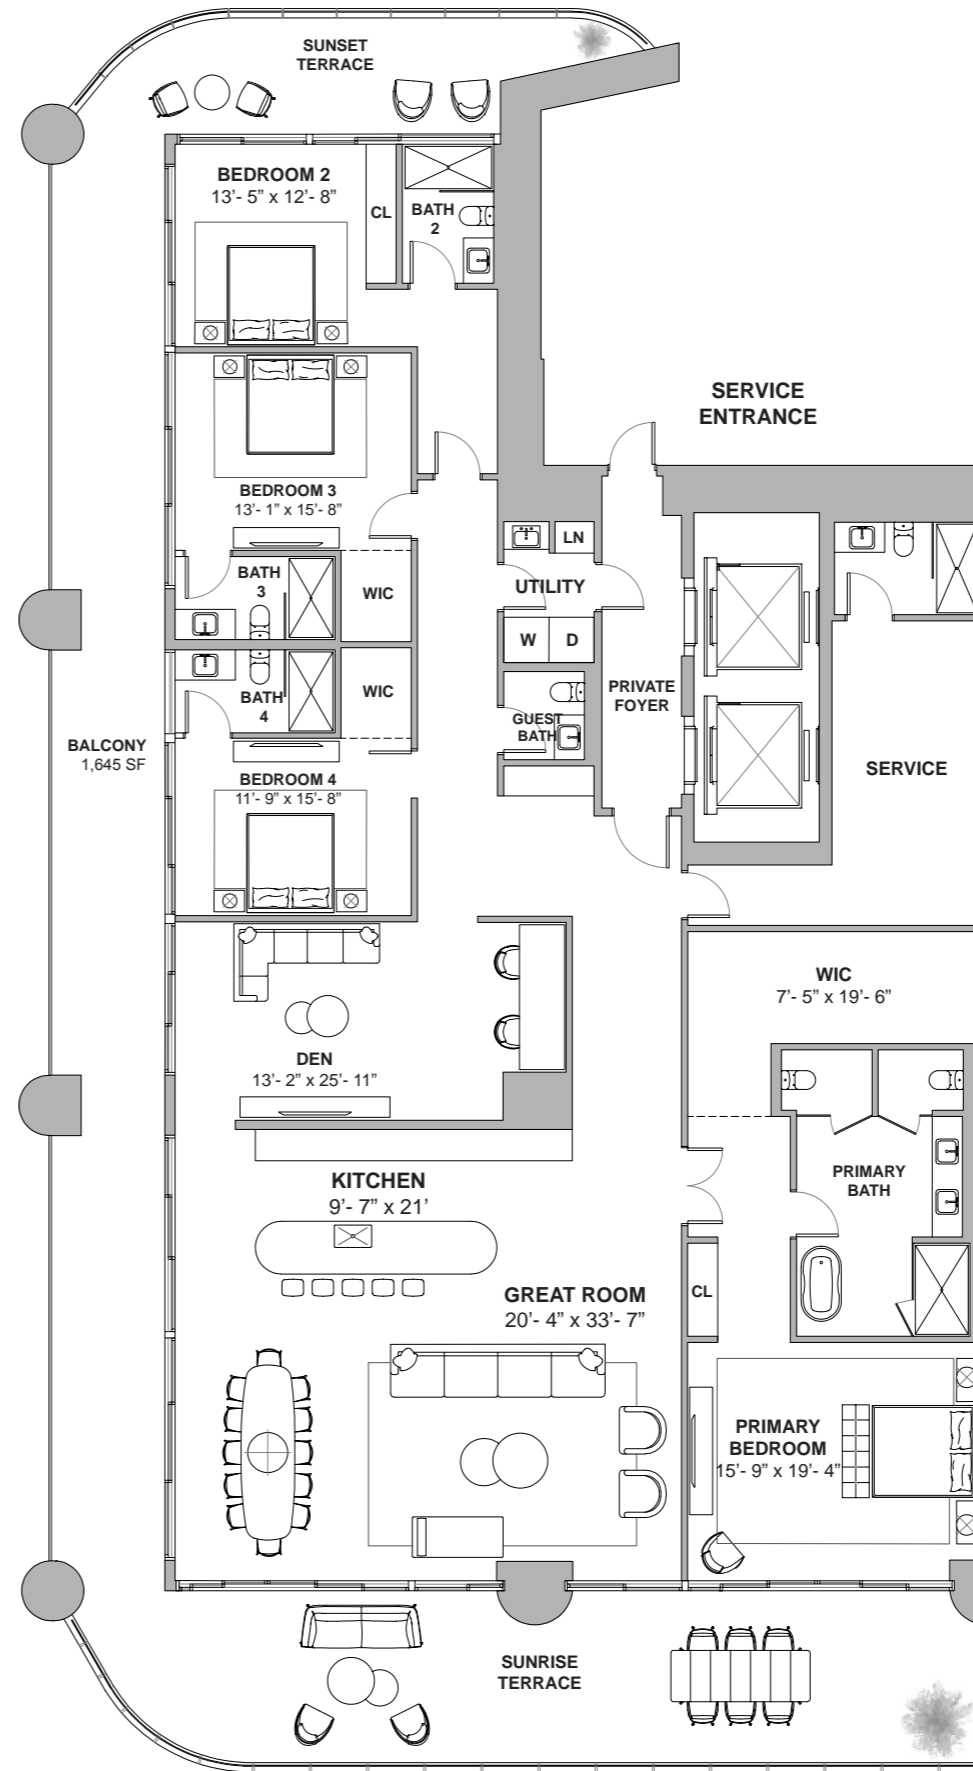 SUNSET
TERRACE
BEDROOM 2
13’- 5” x 12’- 8”
CL
BATH
2
SERVICE
ENTRANCE
BEDROOM 3
13’- 1” x 15’- 8”
LN
BATH
3
WIC
UTILITY
W
D
WIC
BATH
4
PRIVATE
FOYER
GUEST
BATH
BALCONY
1,645 SF
SERVICE
BEDROOM 4
11’- 9” x 15’- 8”
WIC
7’- 5” x 19’- 6”
DEN
13’- 2” x 25’- 11”
KITCHEN
9’- 7” x 21’
PRIMARY
BATH
GREAT ROOM
20’- 4” x 33’- 7”
CL
PRIMARY
BEDROOM
15’- 9” x 19’- 4”
SUNRISE
TERRACE